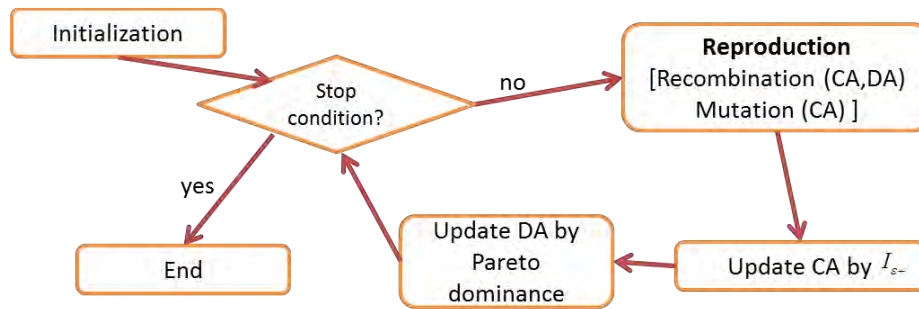 Initialization
Stop
condition?
no
yes
End
Reproduction
[Recombination (CA,DA)
Mutation (CA) ]
Update CA by I
Update DA by
Pareto
dominance